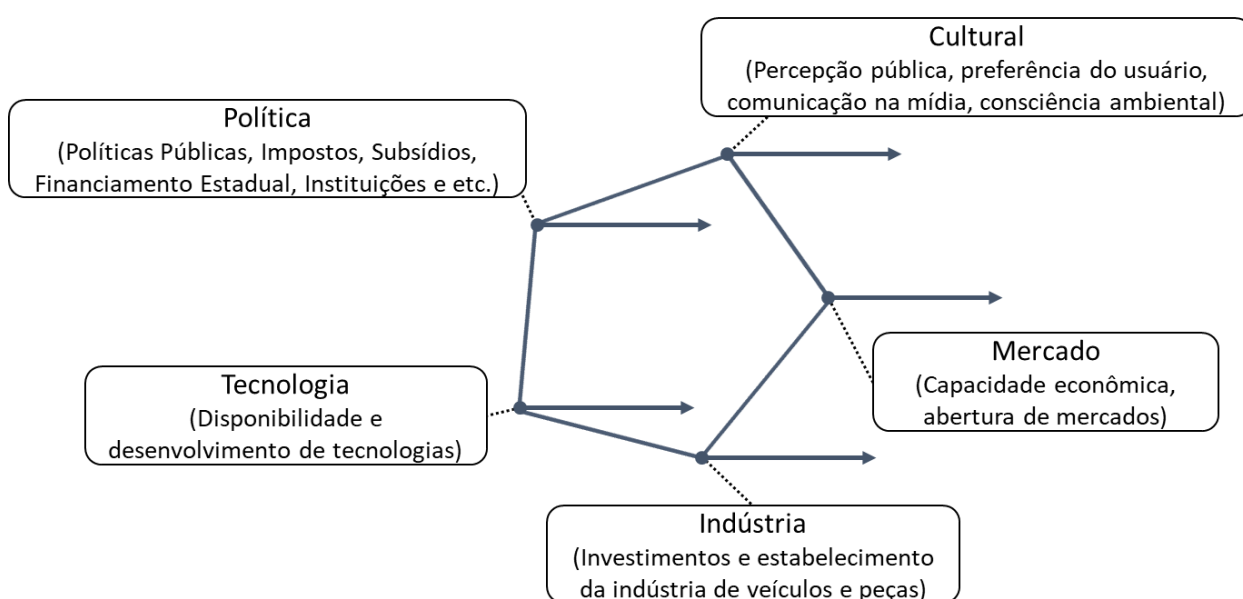 Cultural
(Percepção pública, preferência do usuário,
comunicação na mídia, consciência ambiental)
Política
(Políticas Públicas, Impostos, Subsídios,
Financiamento Estadual, Instituições e etc.)
Mercado
(Capacidade econômica,
abertura de mercados)
Tecnologia
(Disponibilidade e
desenvolvimento de tecnologias)
Indústria
(Investimentos e estabelecimento
da indústria de veículos e peças)